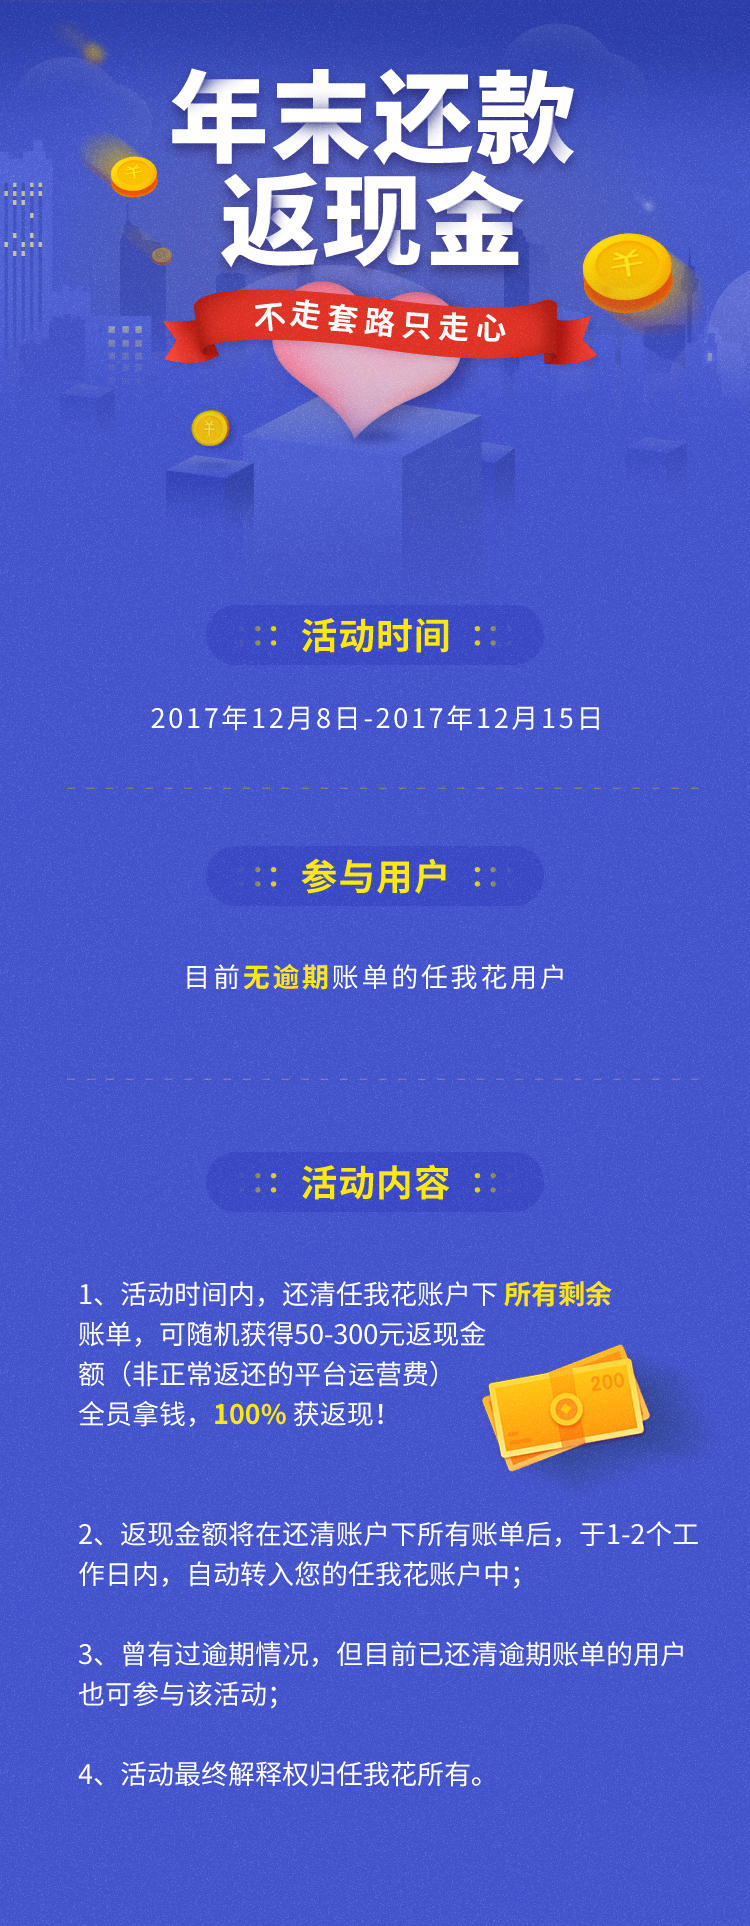 年末还款
返现金
不走套路只走心
活动时间
2017年12月8日-2017年12月15日
参与用户
目前无逾期账单的任我花用户
活动内容
1、活动时间内，还清任我花账户下 所有剩余
账单，可随机获得50-300元返现金
额（非正常返还的平台运营费）
200
全员拿钱，100% 获返现！
2、返现金额将在还清账户下所有账单后，于1-2个工
作日内，自动转入您的任我花账户中；
3、曾有过逾期情况，但目前已还清逾期账单的用户
也可参与该活动；
4、活动最终解释权归任我花所有。